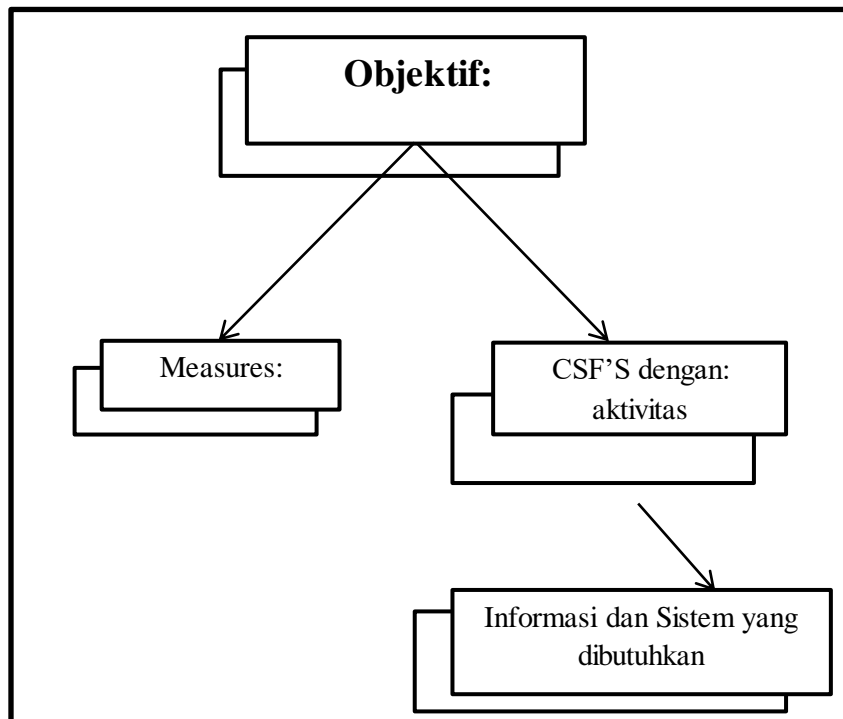 Objektif:
Measures:
CSF’S dengan:
aktivitas
Informasi dan Sistem yang
dibutuhkan